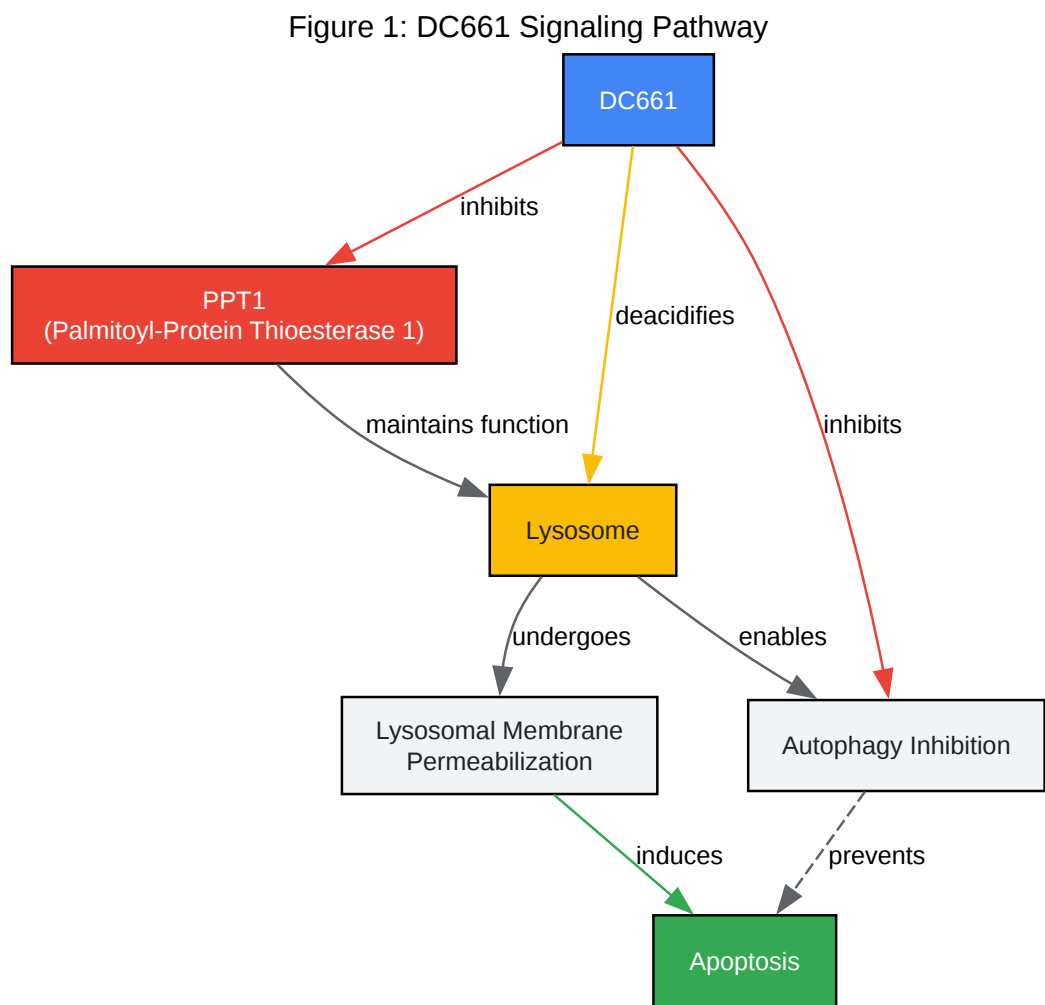 Figure 1: DC661 Signaling Pathway
DC661
inhibits
PPT1
(Palmitoyl-Protein Thioesterase 1)
deacidifies
maintains function
inhibits
Lysosome
undergoes
enables
Lysosomal Membrane
Permeabilization
Autophagy Inhibition
induces
prevents
Apoptosis